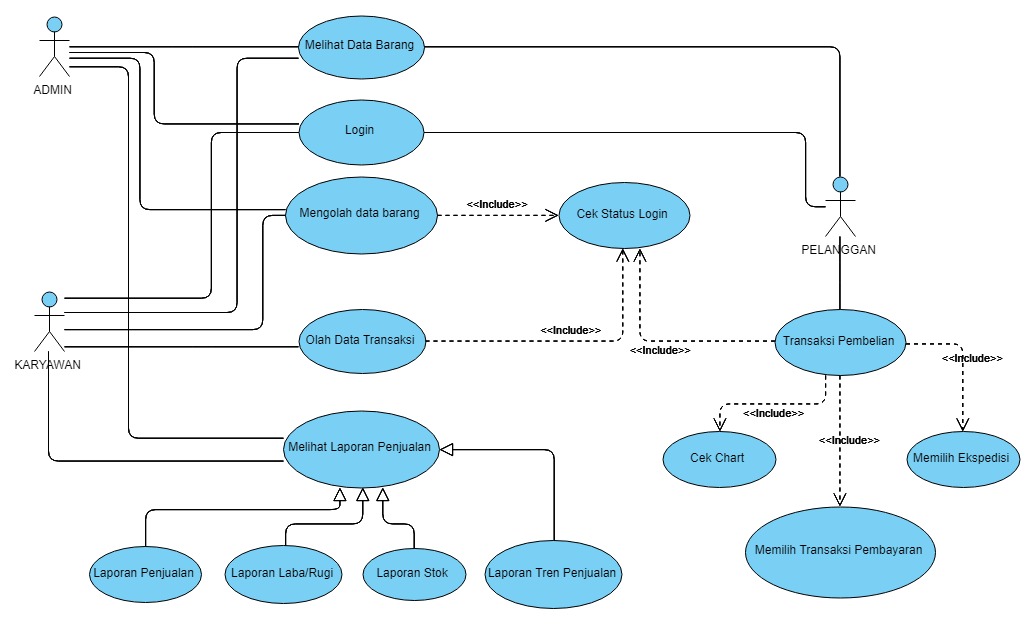 Melihat Data Barang
ADMIN
Login
Mengolah data barang
<<Include>>
Cek Status Login
PELANGGAN
KARYAWAN
Olah Data Transaksi
<<Include>>
<<Include>>
Transaksi Pembelian
<<Include>>
<<Include>>
<<Include>>
Melihat Laporan Penjualan
Cek Chart
Memilih Ekspedisi
Memilih Transaksi Pembayaran
Laporan Penjualan
Laporan Laba/Rugi
Laporan Stok
Laporan Tren Penjualan